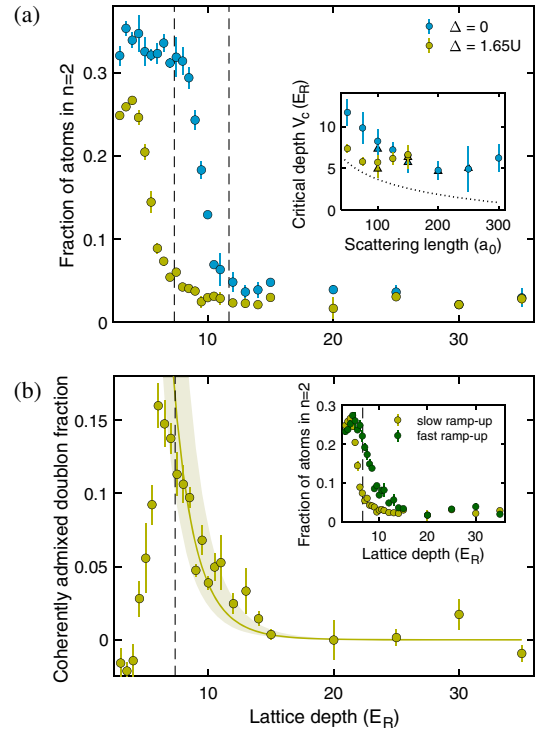 (a)
Δ = 0
Δ = 1.65U
Fraction of atoms in n=2
0.3
0.2
0.1
0
10
20
30
Critical depth V_c (E_R)
10
5
0
100
200
300
Scattering length (a_0)
(b)
Coherently admixed doublon fraction
0.15
0.1
0.05
0
10
20
30
Lattice depth (E_R)
Fraction of atoms in n=2
0.3
0.2
0.1
0
10
20
30
Lattice depth (E_R)
slow ramp-up
fast ramp-up